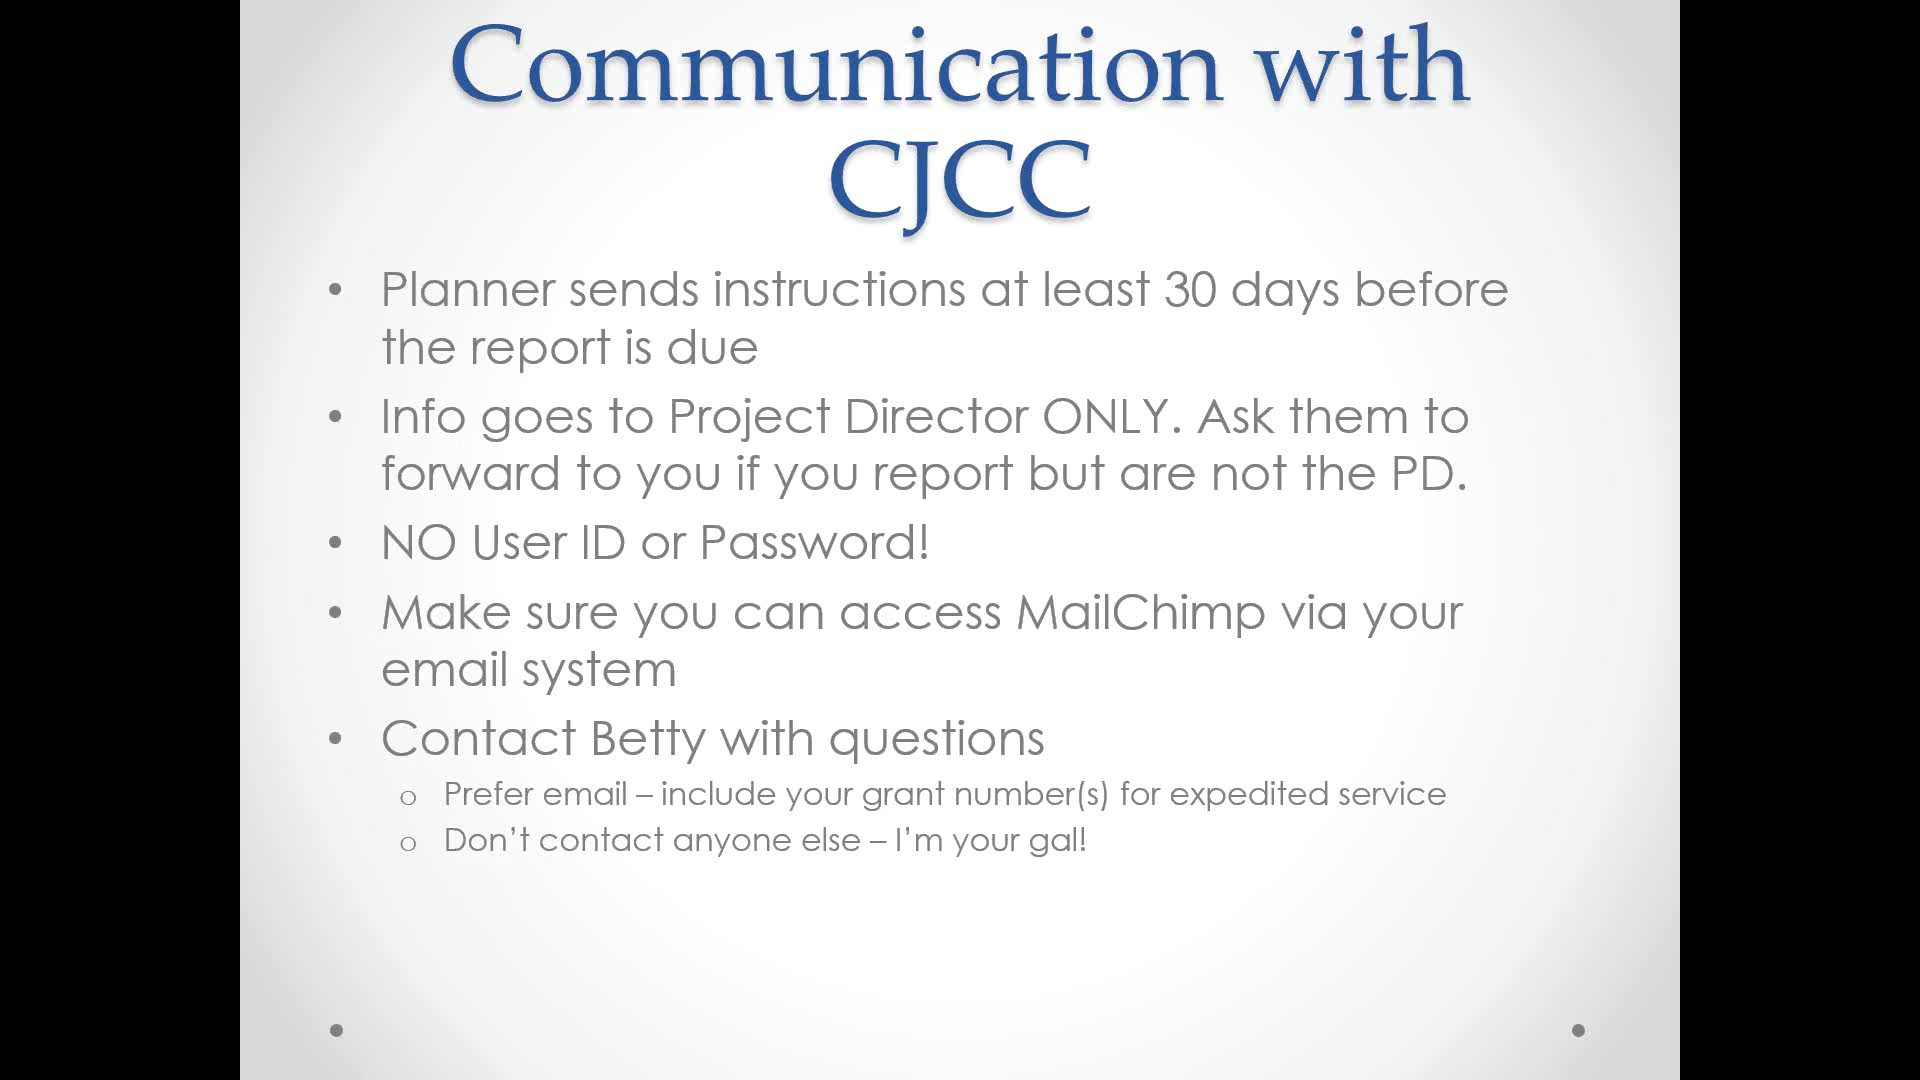 Communication with
CJCC
• Planner sends instructions at least 30 days before
the report is due
• Info goes to Project Director ONLY. Ask them to
forward to you if you report but are not the PD.
• NO User ID or Password!
• Make sure you can access MailChimp via your
email system
• Contact Betty with questions
o Prefer email – include your grant number(s) for expedited service
o Don’t contact anyone else – I’m your gal!